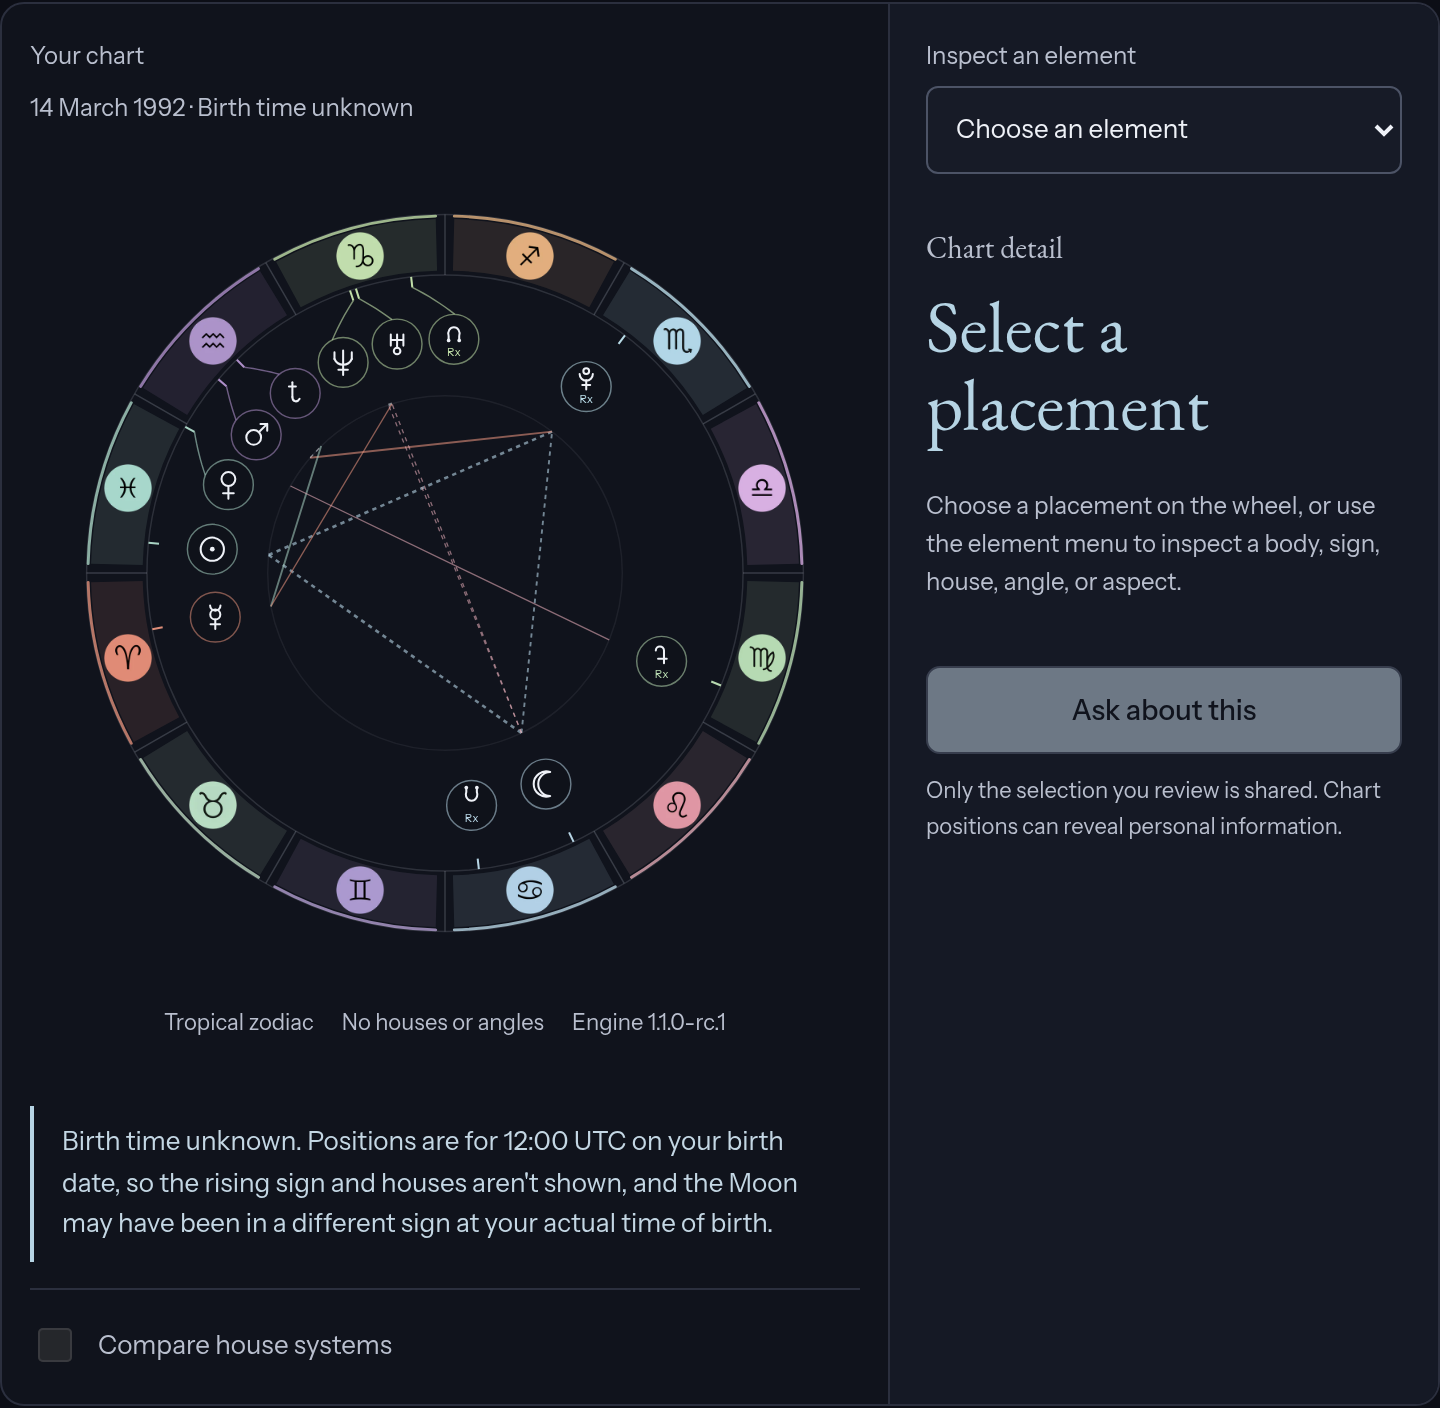 Your chart
14 March 1992 · Birth time unknown
Rx
Rx
Rx
Rx
Tropical zodiac No houses or angles Engine 1.1.0-rc.1
Birth time unknown. Positions are for 12:00 UTC on your birth
date, so the rising sign and houses aren't shown, and the Moon
may have been in a different sign at your actual time of birth.
Compare house systems
Inspect an element
Choose an element
Chart detail
Select a
placement
Choose a placement on the wheel, or use
the element menu to inspect a body, sign,
house, angle, or aspect.
Ask about this
Only the selection you review is shared. Chart
positions can reveal personal information.